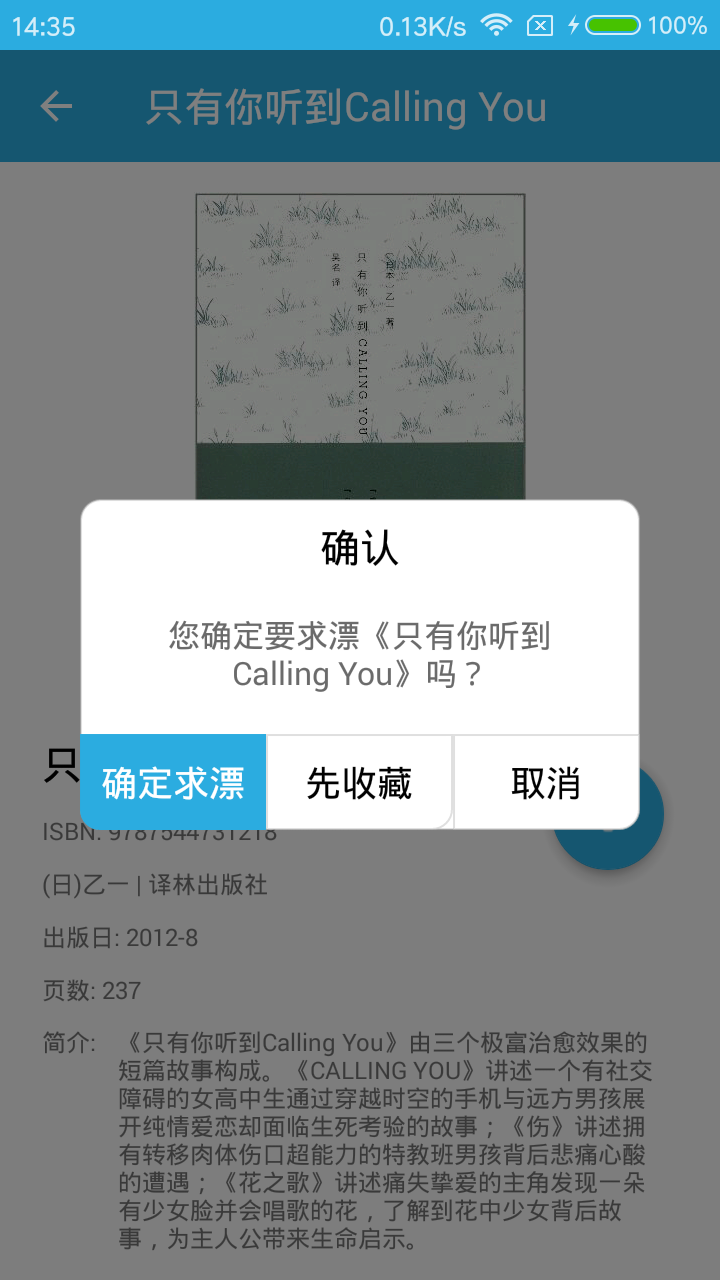 14:35 0.13K/s 100%
只有你听到Calling You
(日本)乙一 著
只有你听到 CALLING YOU
吴名 译
确认
您确定要求漂《只有你听到
Calling You》吗？
确定求漂 先收藏 取消
只
ISBN: 9787544731218
(日)乙一 | 译林出版社
出版日: 2012-8
页数: 237
简介: 《只有你听到Calling You》由三个极富治愈效果的
短篇故事构成。《CALLING YOU》讲述一个有社交
障碍的女高中生通过穿越时空的手机与远方男孩展
开纯情爱恋却面临生死考验的故事；《伤》讲述拥
有转移肉体伤口超能力的特教班男孩背后悲痛心酸
的遭遇；《花之歌》讲述痛失挚爱的主角发现一朵
有少女脸并会唱歌的花，了解到花中少女背后故
事，为主人公带来生命启示。